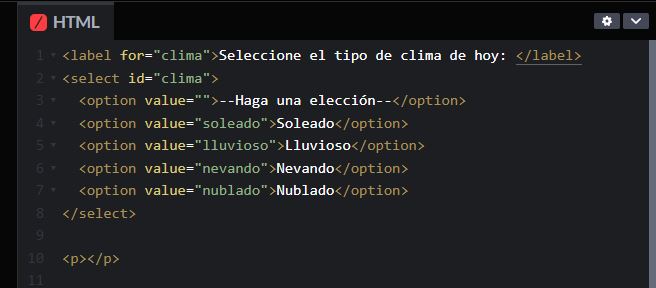 HTML
1 <label for="clima">Seleccione el tipo de clima de hoy: </label>
2 <select id="clima">
3 <option value="">--Haga una elección--</option>
4 <option value="soleado">Soleado</option>
5 <option value="lluvioso">Lluvioso</option>
6 <option value="nevando">Nevando</option>
7 <option value="nublado">Nublado</option>
8 </select>
9
10 <p></p>
11